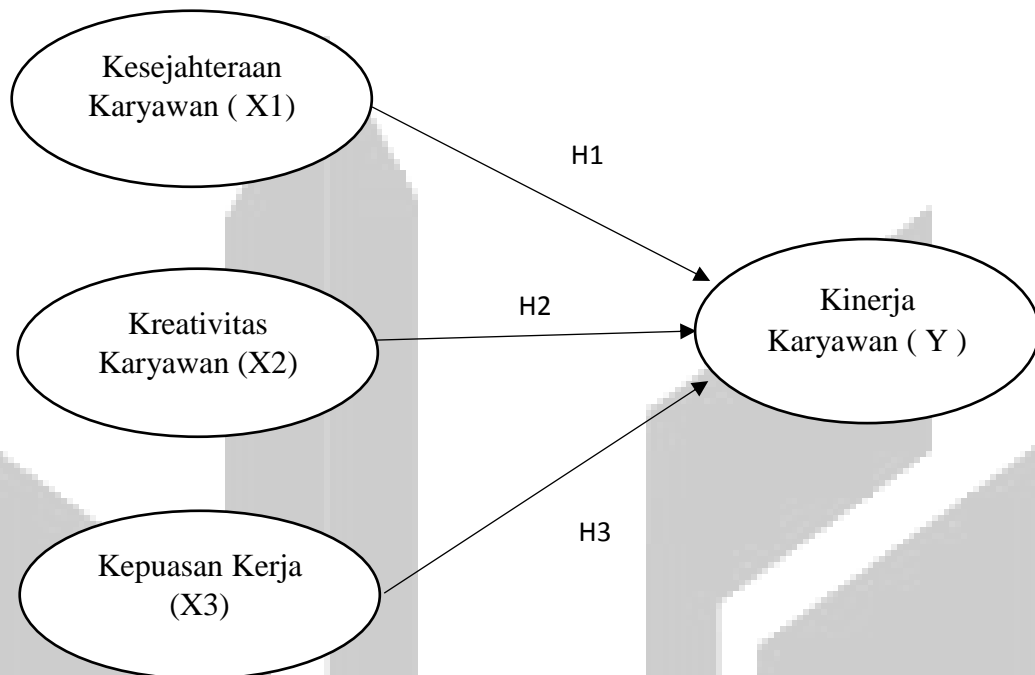 Kesejahteraan
Karyawan ( X1)
H1
Kreativitas
Karyawan (X2)
H2
Kinerja
Karyawan ( Y )
H3
Kepuasan Kerja
(X3)